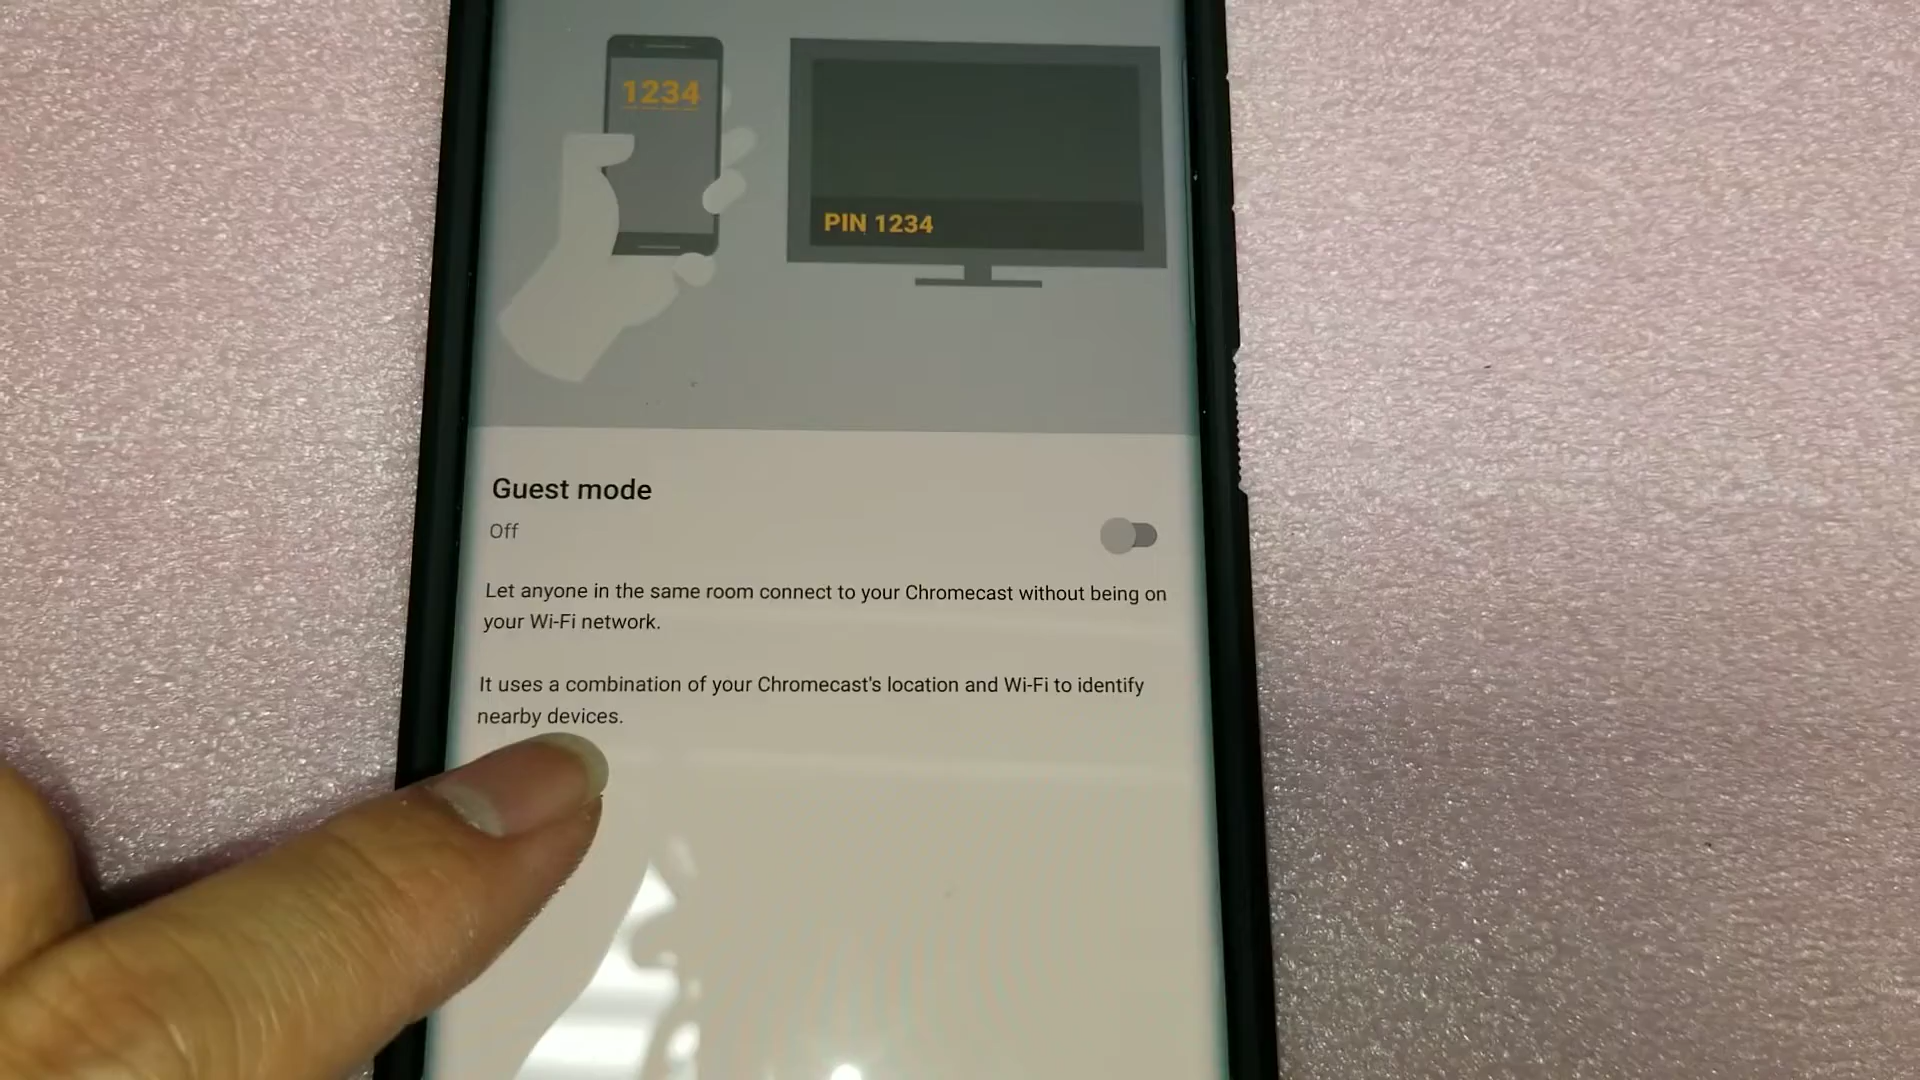 1234
PIN 1234
Guest mode
Off
Let anyone in the same room connect to your Chromecast without being on
your Wi-Fi network.
It uses a combination of your Chromecast's location and Wi-Fi to identify
nearby devices.